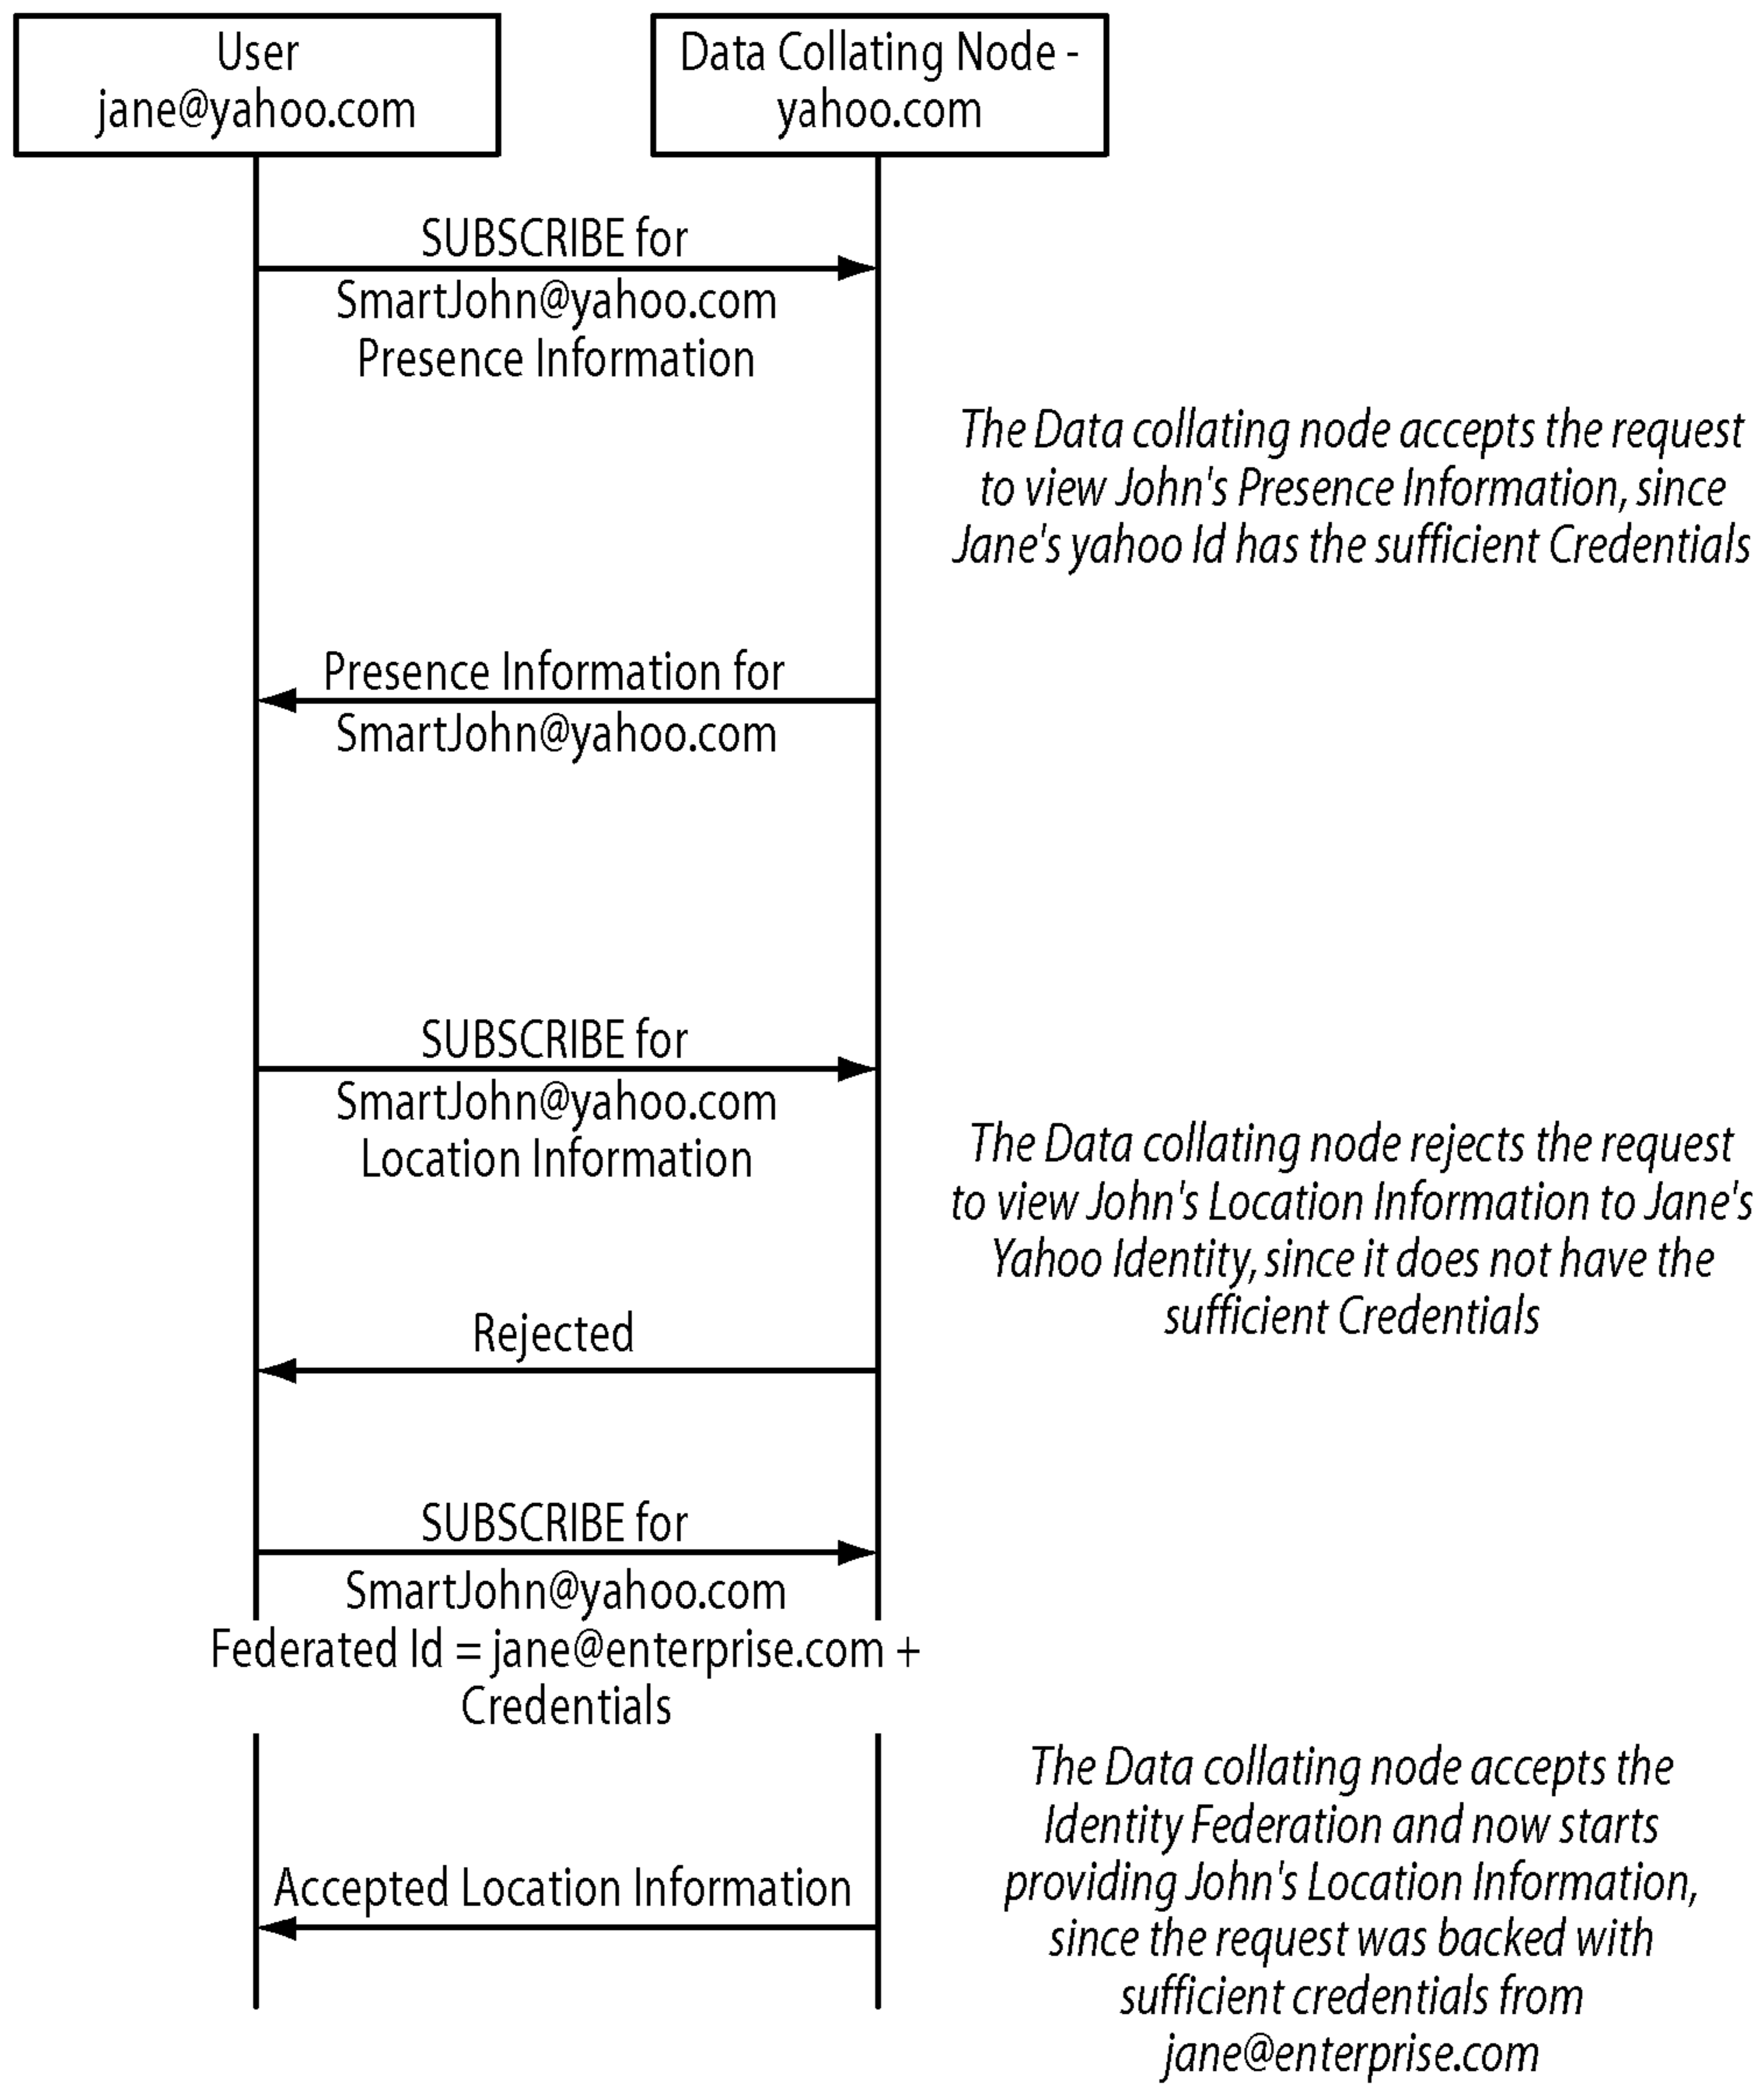 User
jane@yahoo.com
Data Collating Node -
yahoo.com
SUBSCRIBE for
SmartJohn@yahoo.com
Presence Information
The Data collating node accepts the request
to view John's Presence Information, since
Jane's yahoo Id has the sufficient Credentials
Presence Information for
SmartJohn@yahoo.com
SUBSCRIBE for
SmartJohn@yahoo.com
Location Information
The Data collating node rejects the request
to view John's Location Information to Jane's
Yahoo Identity, since it does not have the
sufficient Credentials
Rejected
SUBSCRIBE for
SmartJohn@yahoo.com
Federated Id = jane@enterprise.com +
Credentials
The Data collating node accepts the
Identity Federation and now starts
providing John's Location Information,
since the request was backed with
sufficient credentials from
jane@enterprise.com
Accepted Location Information